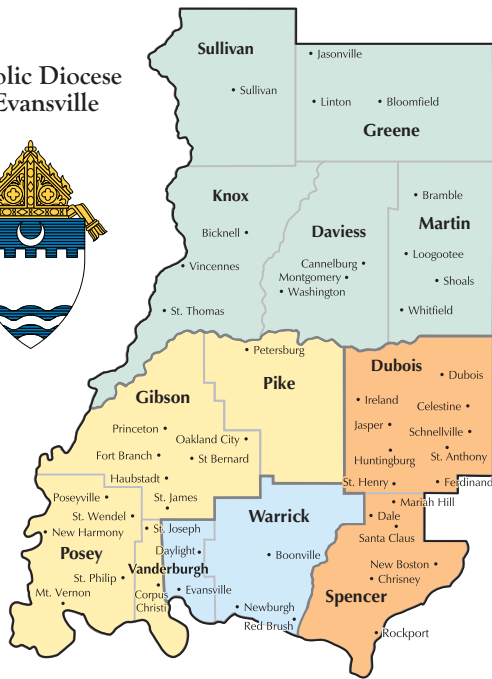 olic Diocese
Evansville
Sullivan
Sullivan
Jasonville
Linton
Bloomfield
Greene
Knox
Bicknell
Vincennes
St. Thomas
Daviess
Cannelburg
Montgomery
Washington
Bramble
Martin
Loogootee
Shoals
Whitfield
Petersburg
Pike
Gibson
Princeton
Oakland City
Fort Branch
St Bernard
Haubstadt
St. James
Dubois
Dubois
Ireland
Celestine
Jasper
Schnellville
Huntingburg
St. Anthony
St. Henry
Ferdinand
Mariah Hill
Dale
Santa Claus
New Boston
Chrisney
Spencer
Rockport
Poseyville
St. Wendel
New Harmony
Posey
St. Philip
Mt. Vernon
St. Joseph
Daylight
Vanderburgh
Evansville
Corpus
Christi
Warrick
Boonville
Newburgh
Red Brush